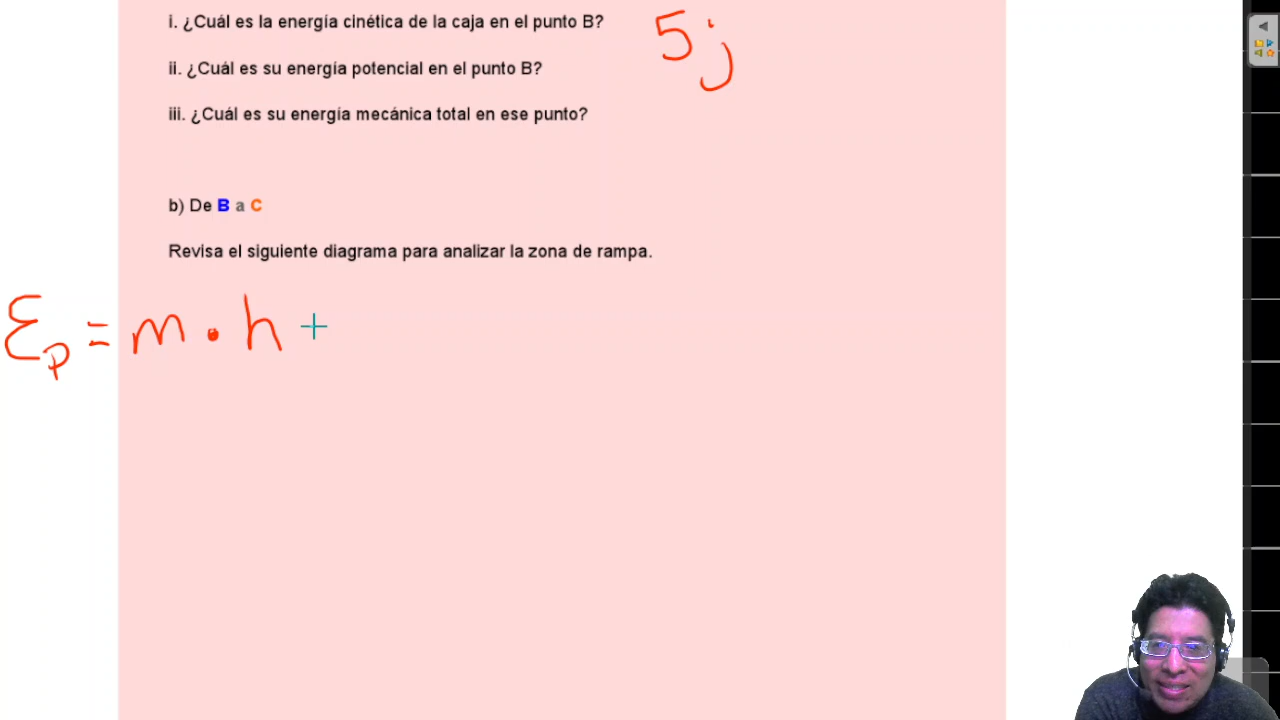 i. ¿Cuál es la energía cinética de la caja en el punto B? 5 j
ii. ¿Cuál es su energía potencial en el punto B?
iii. ¿Cuál es su energía mecánica total en ese punto?
b) De B a C
Revisa el siguiente diagrama para analizar la zona de rampa.
Ep = m • h